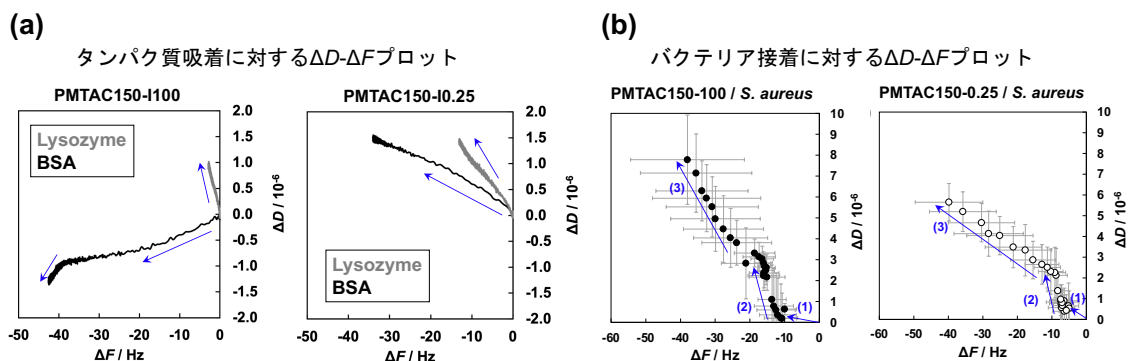 (a)
タンパク質吸着に対するΔD-ΔFプロット
PMTAC150-I100
Lysozyme
BSA
2.0
1.5
1.0
0.5
0.0
-0.5
-1.0
-1.5
-2.0
ΔD / 10-6
-50 -40 -30 -20 -10 0
ΔF / Hz
PMTAC150-I0.25
Lysozyme
BSA
2.0
1.5
1.0
0.5
0.0
-0.5
-1.0
-1.5
-2.0
ΔD / 10-6
-50 -40 -30 -20 -10 0
ΔF / Hz
(b)
バクテリア接着に対するΔD-ΔFプロット
PMTAC150-100 / S. aureus
(3)
(2)
(1)
10
9
8
7
6
5
4
3
2
1
0
ΔD / 10-6
-60 -50 -40 -30 -20 -10 0
ΔF / Hz
PMTAC150-0.25 / S. aureus
(3)
(2)
(1)
10
9
8
7
6
5
4
3
2
1
0
ΔD / 10-6
-60 -50 -40 -30 -20 -10 0
ΔF / Hz